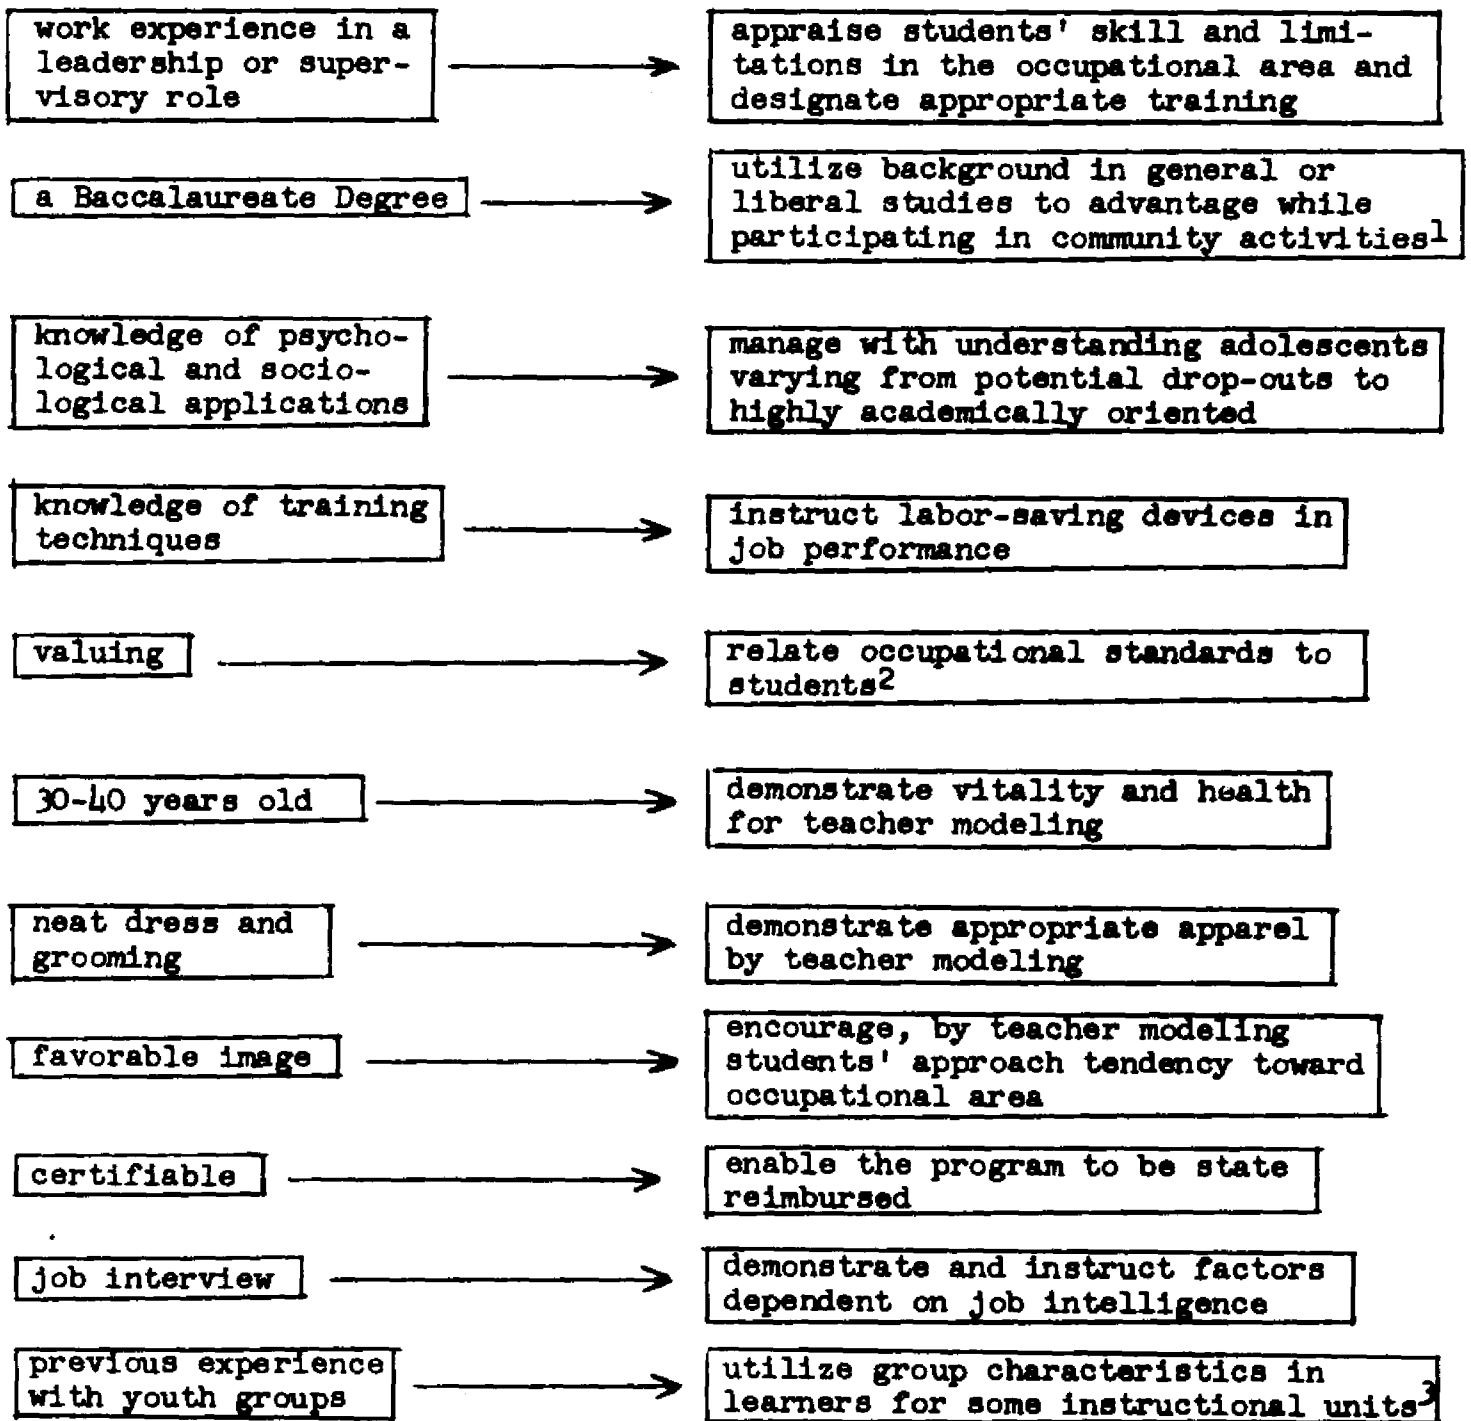 work experience in a
leadership or super-
visory role
appraise students' skill and limi-
tations in the occupational area and
designate appropriate training
a Baccalaureate Degree
utilize background in general or
liberal studies to advantage while
participating in community activities1
knowledge of psycho-
logical and socio-
logical applications
manage with understanding adolescents
varying from potential drop-outs to
highly academically oriented
knowledge of training
techniques
instruct labor-saving devices in
job performance
valuing
relate occupational standards to
students2
30-40 years old
demonstrate vitality and health
for teacher modeling
neat dress and
grooming
demonstrate appropriate apparel
by teacher modeling
favorable image
encourage, by teacher modeling
students' approach tendency toward
occupational area
certifiable
enable the program to be state
reimbursed
job interview
demonstrate and instruct factors
dependent on job intelligence
previous experience
with youth groups
utilize group characteristics in
learners for some instructional units3